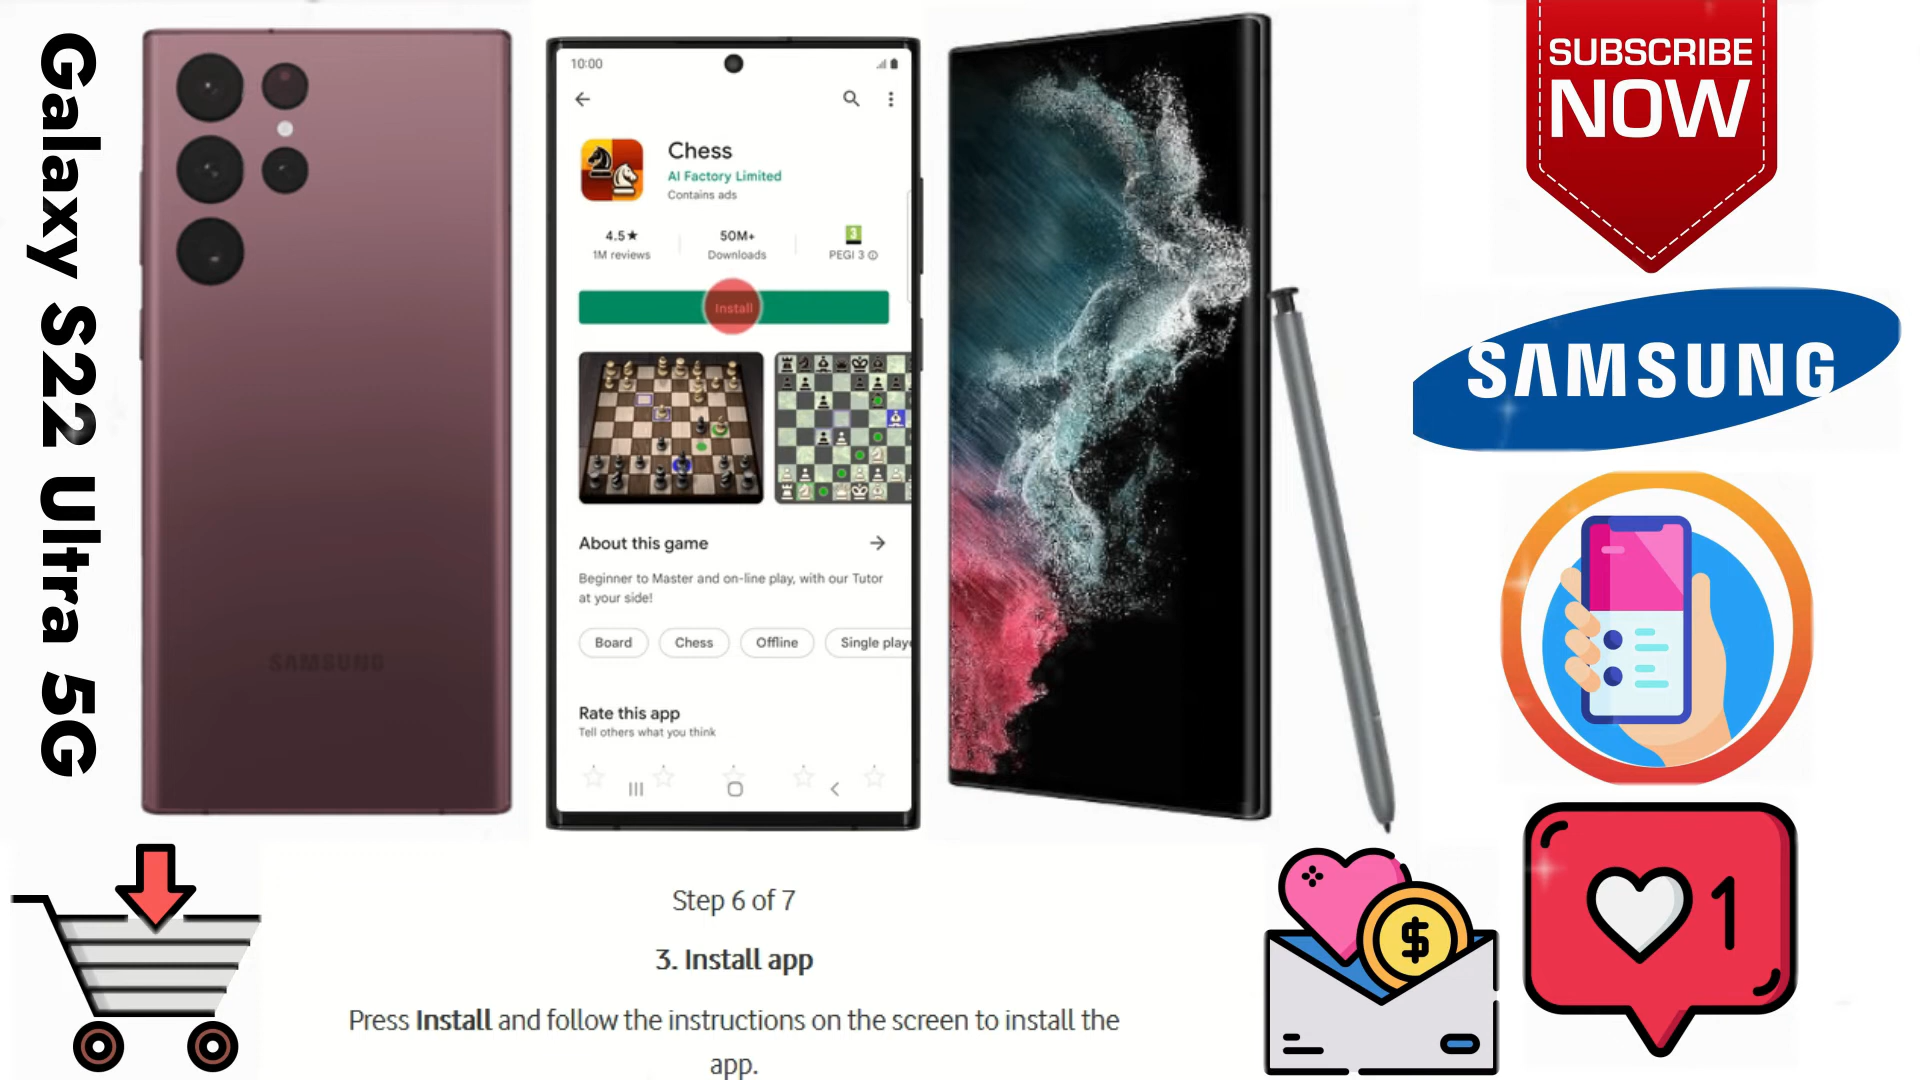 Galaxy S22 Ultra 5G
SAMSUNG
10:00
Chess
AI Factory Limited
Contains ads
4.5★
1M reviews
50M+
Downloads
3
PEGI 3
Install
About this game
Beginner to Master and on-line play, with our Tutor
at your side!
Board
Chess
Offline
Single playe
Rate this app
Tell others what you think
SUBSCRIBE
NOW
SAMSUNG
$
1
Step 6 of 7
3. Install app
Press Install and follow the instructions on the screen to install the
app.